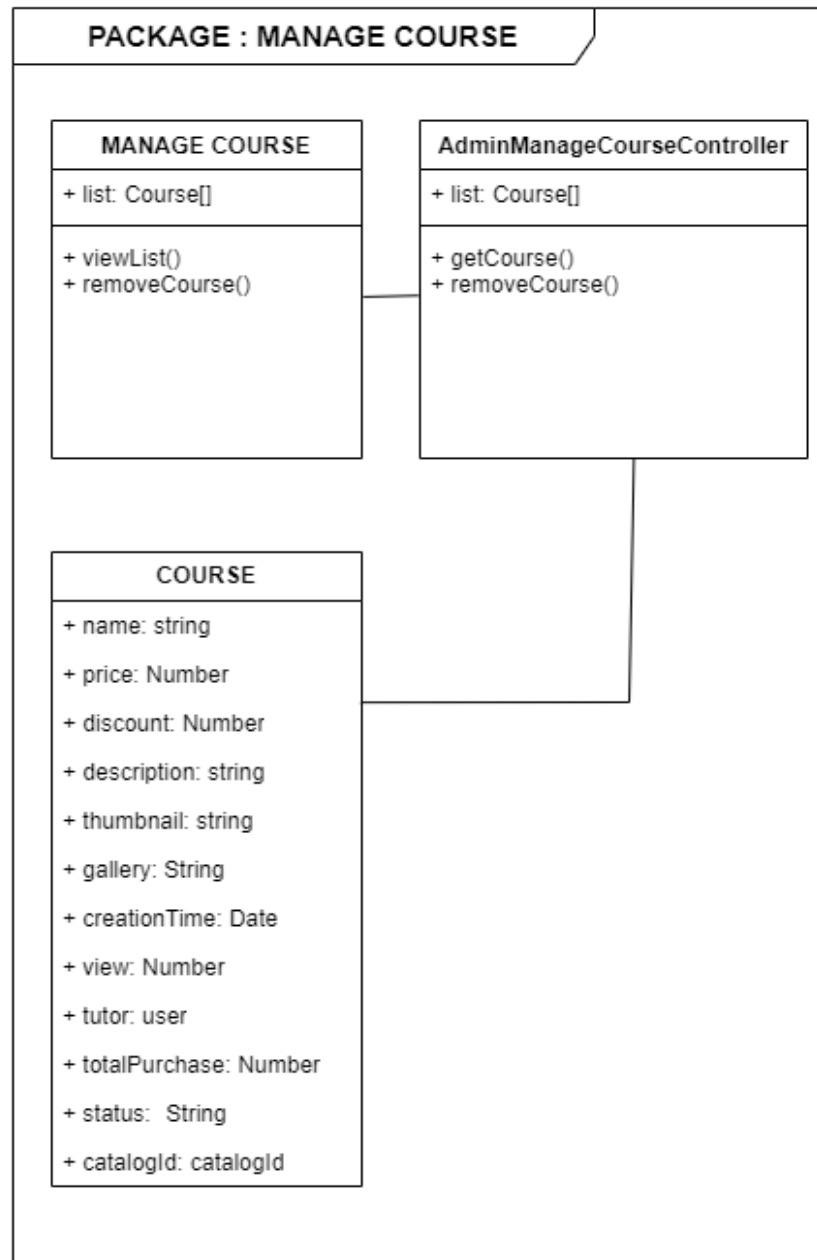 PACKAGE : MANAGE COURSE
MANAGE COURSE
+ list: Course[]
+ viewList()
+ removeCourse()
AdminManageCourseController
+ list: Course[]
+ getCourse()
+ removeCourse()
COURSE
+ name: string
+ price: Number
+ discount: Number
+ description: string
+ thumbnail: string
+ gallery: String
+ creationTime: Date
+ view: Number
+ tutor: user
+ totalPurchase: Number
+ status:  String
+ catalogId: catalogId